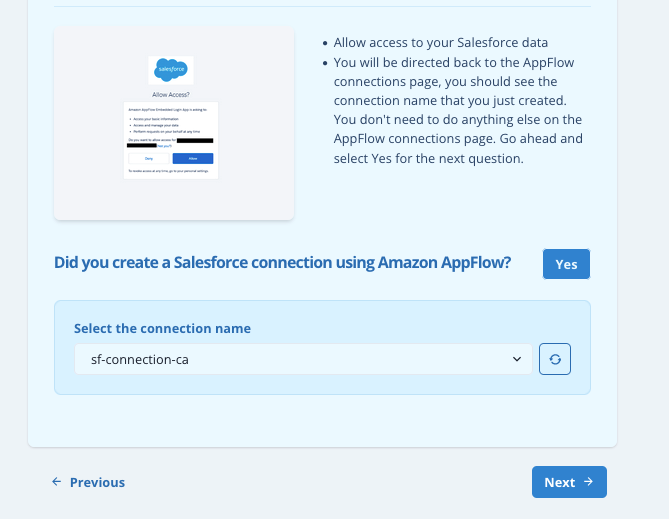 salesforce
Allow Access?
Amazon AppFlow Embedded Login App is asking to:
• Access your basic information
• Access and manage your data
• Perform requests on your behalf at any time
Do you want to allow access for
Deny
Allow
To revoke access at any time, go to your personal settings.
• Allow access to your Salesforce data
• You will be directed back to the AppFlow
connections page, you should see the
connection name that you just created.
You don't need to do anything else on the
AppFlow connections page. Go ahead and
select Yes for the next question.
Did you create a Salesforce connection using Amazon AppFlow?
Yes
Select the connection name
sf-connection-ca
← Previous
Next →